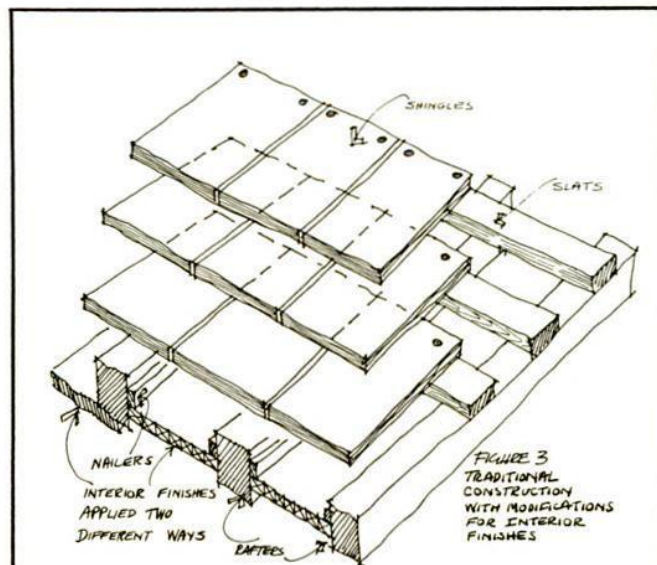 SHINGLES
SLATS
NAILERS
INTERIOR FINISHES
APPLIED TWO
DIFFERENT WAYS
RAFTERS
FIGURE 3
TRADITIONAL
CONSTRUCTION
WITH MODIFICATIONS
FOR INTERIOR
FINISHES